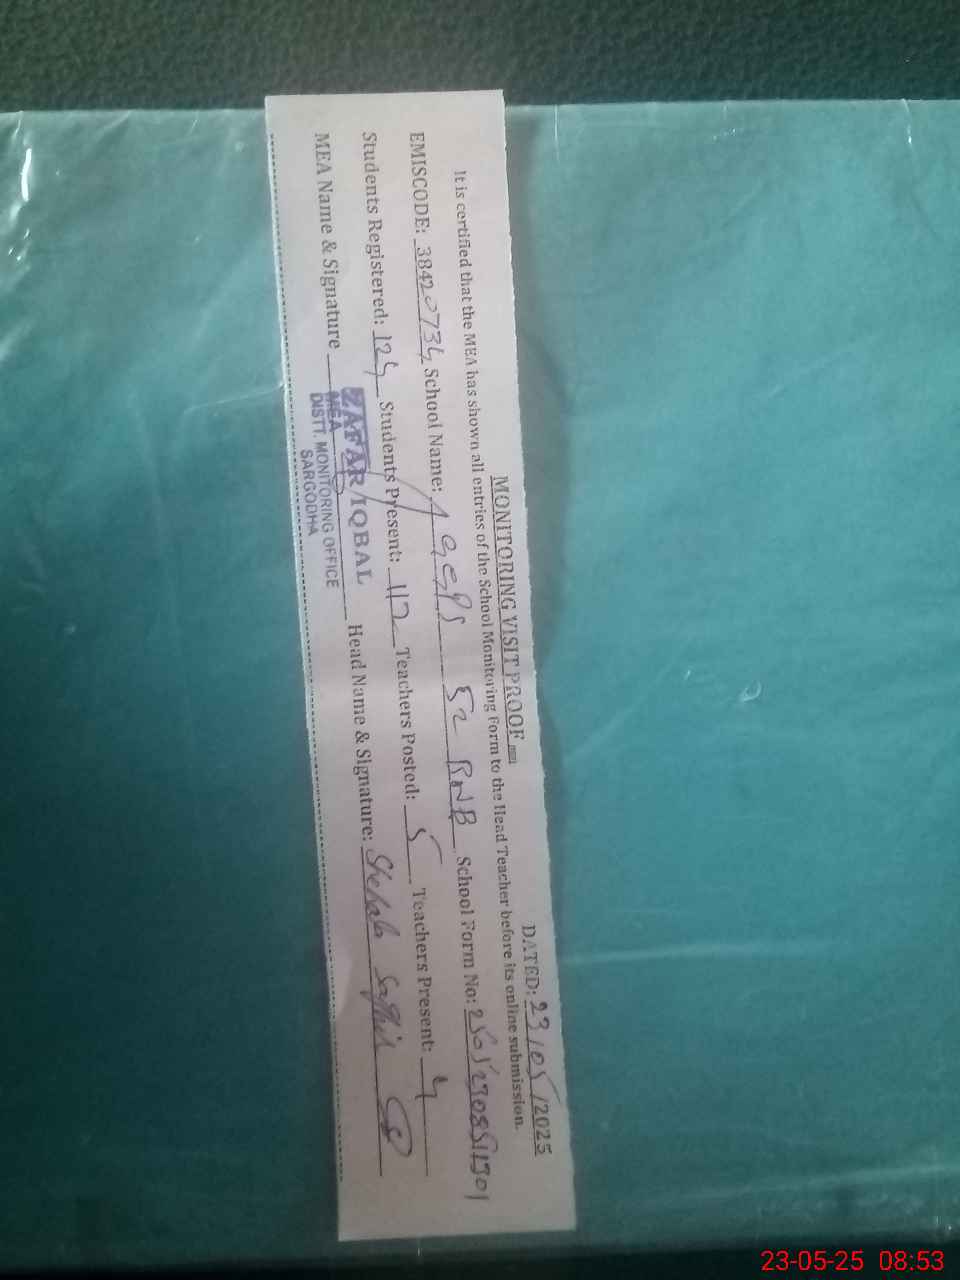 MONITORING VISIT PROOF
DATED: 23/05/2025
It is certified that the MEA has shown all entries of the School Monitoring Form to the Head Teacher before its online submission.
EMISCODE: 38420734 School Name: GGPS 52 RNB School Form No:
Students Registered: 124 Students Present: 112 Teachers Posted: 5 Teachers Present: 4
MEA Name & Signature ZAFAR IQBAL Head Name & Signature:
MEA
DISTT. MONITORING OFFICE
SARGODHA
23-05-25 08:53